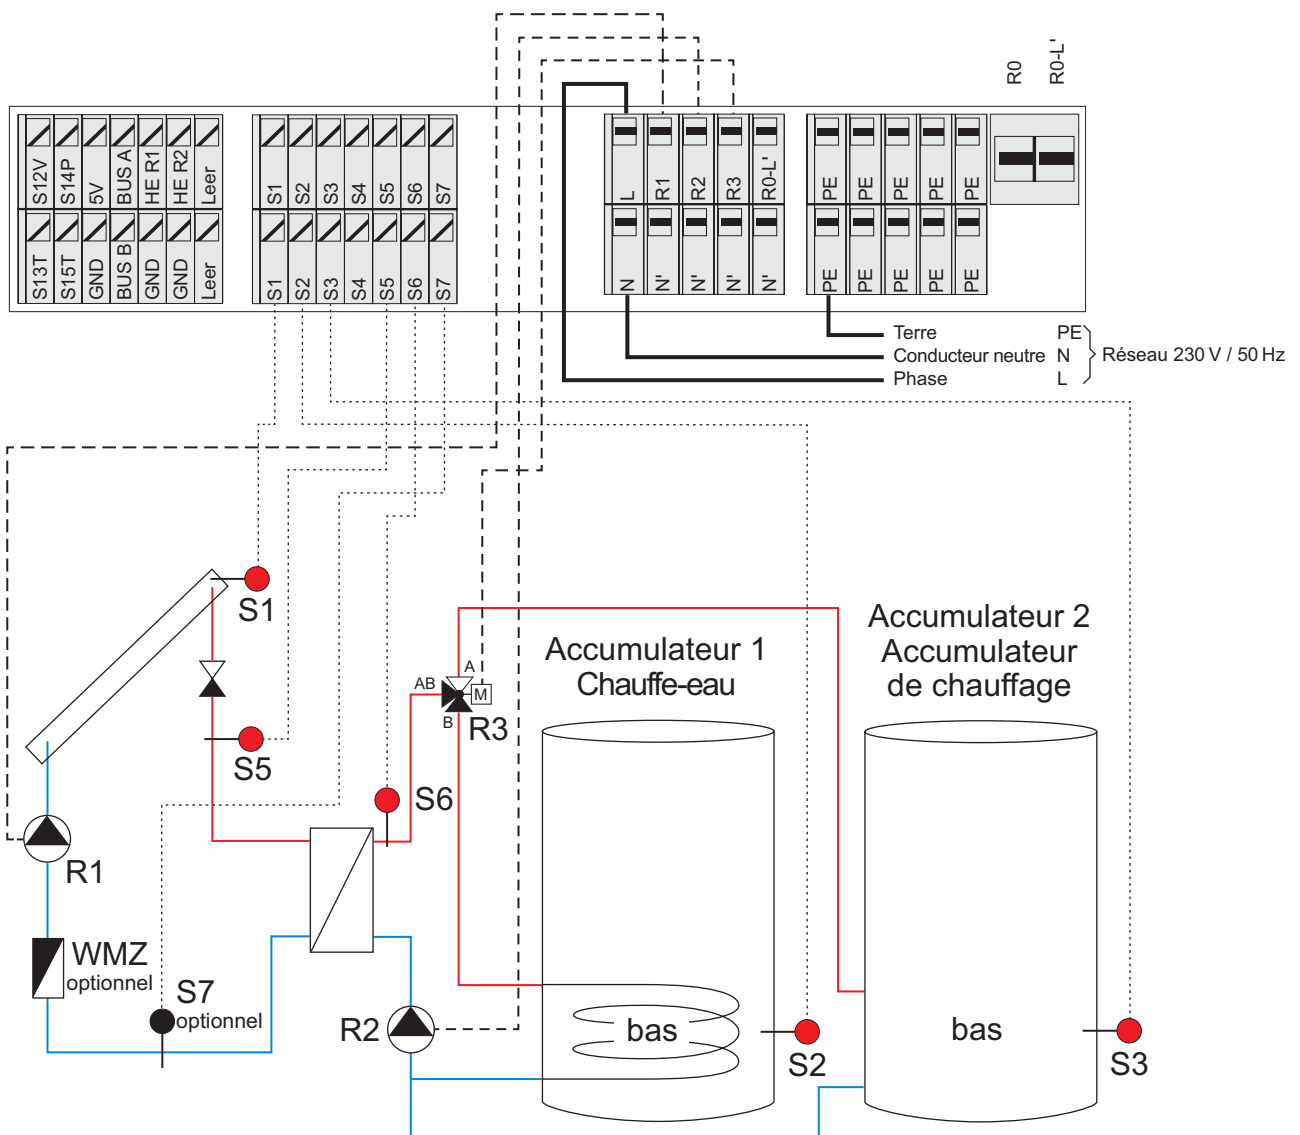 R0
R0-L'
S12V
S14P
5V
BUS A
HE R1
HE R2
Leer
S1
S2
S3
S4
S5
S6
S7
L
R1
R2
R3
R0-L'
PE
PE
PE
PE
PE
S13T
S15T
GND
BUS B
GND
GND
Leer
S1
S2
S3
S4
S5
S6
S7
N
N'
N'
N'
N'
PE
PE
PE
PE
PE
Terre PE
Conducteur neutre N
Phase L
Réseau 230 V / 50 Hz
S1
S5
S6
S7
optionnel
R1
WMZ
optionnel
R2
A
AB
M
B
R3
Accumulateur 1
Chauffe-eau
bas
S2
Accumulateur 2
Accumulateur
de chauffage
bas
S3